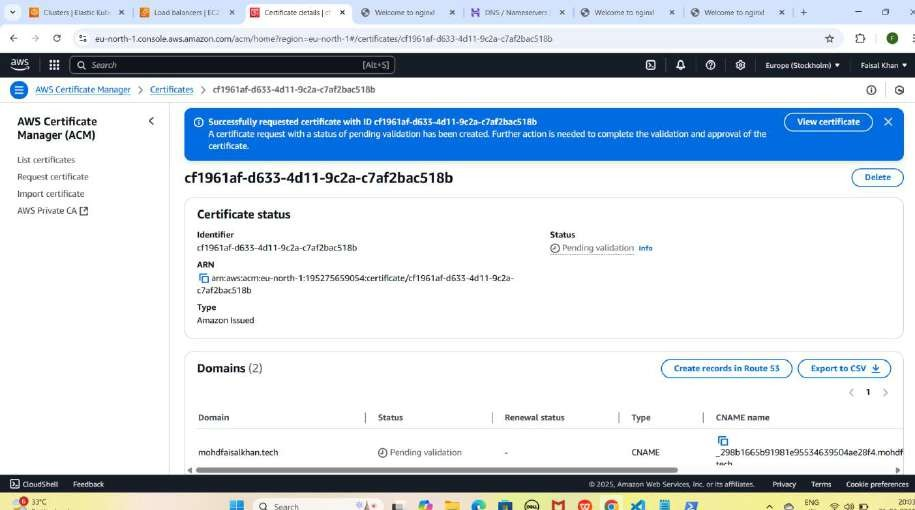 Clusters | Elastic Kub
Load balancers | EC2
Certificate details | cf
Welcome to nginx!
DNS / Nameservers
Welcome to nginx!
Welcome to nginx!
eu-north-1.console.aws.amazon.com/acm/home?region=eu-north-1#/certificates/cf1961af-d633-4d11-9c2a-c7af2bac518b
F
aws
Search
[Alt+S]
Europe (Stockholm)
Faisal Khan
AWS Certificate Manager
Certificates
cf1961af-d633-4d11-9c2a-c7af2bac518b
AWS Certificate
Manager (ACM)
List certificates
Request certificate
Import certificate
AWS Private CA
Successfully requested certificate with ID cf1961af-d633-4d11-9c2a-c7af2bac518b
A certificate request with a status of pending validation has been created. Further action is needed to complete the validation and approval of the
certificate.
View certificate
cf1961af-d633-4d11-9c2a-c7af2bac518b
Delete
Certificate status
Identifier
cf1961af-d633-4d11-9c2a-c7af2bac518b
Status
Pending validation Info
ARN
arn:aws:acm:eu-north-1:195275659054:certificate/cf1961af-d633-4d11-9c2a-
c7af2bac518b
Type
Amazon Issued
Domains (2)
Create records in Route 53
Export to CSV
1
Domain
Status
Renewal status
Type
CNAME name
mohdfaisalkhan.tech
Pending validation
-
CNAME
_298b1665b91981e95534639504ae28f4.mohdf
tech
CloudShell
Feedback
© 2025, Amazon Web Services, Inc. or its affiliates.
Privacy
Terms
Cookie preferences
6
33°C
Search
ENG
20:03